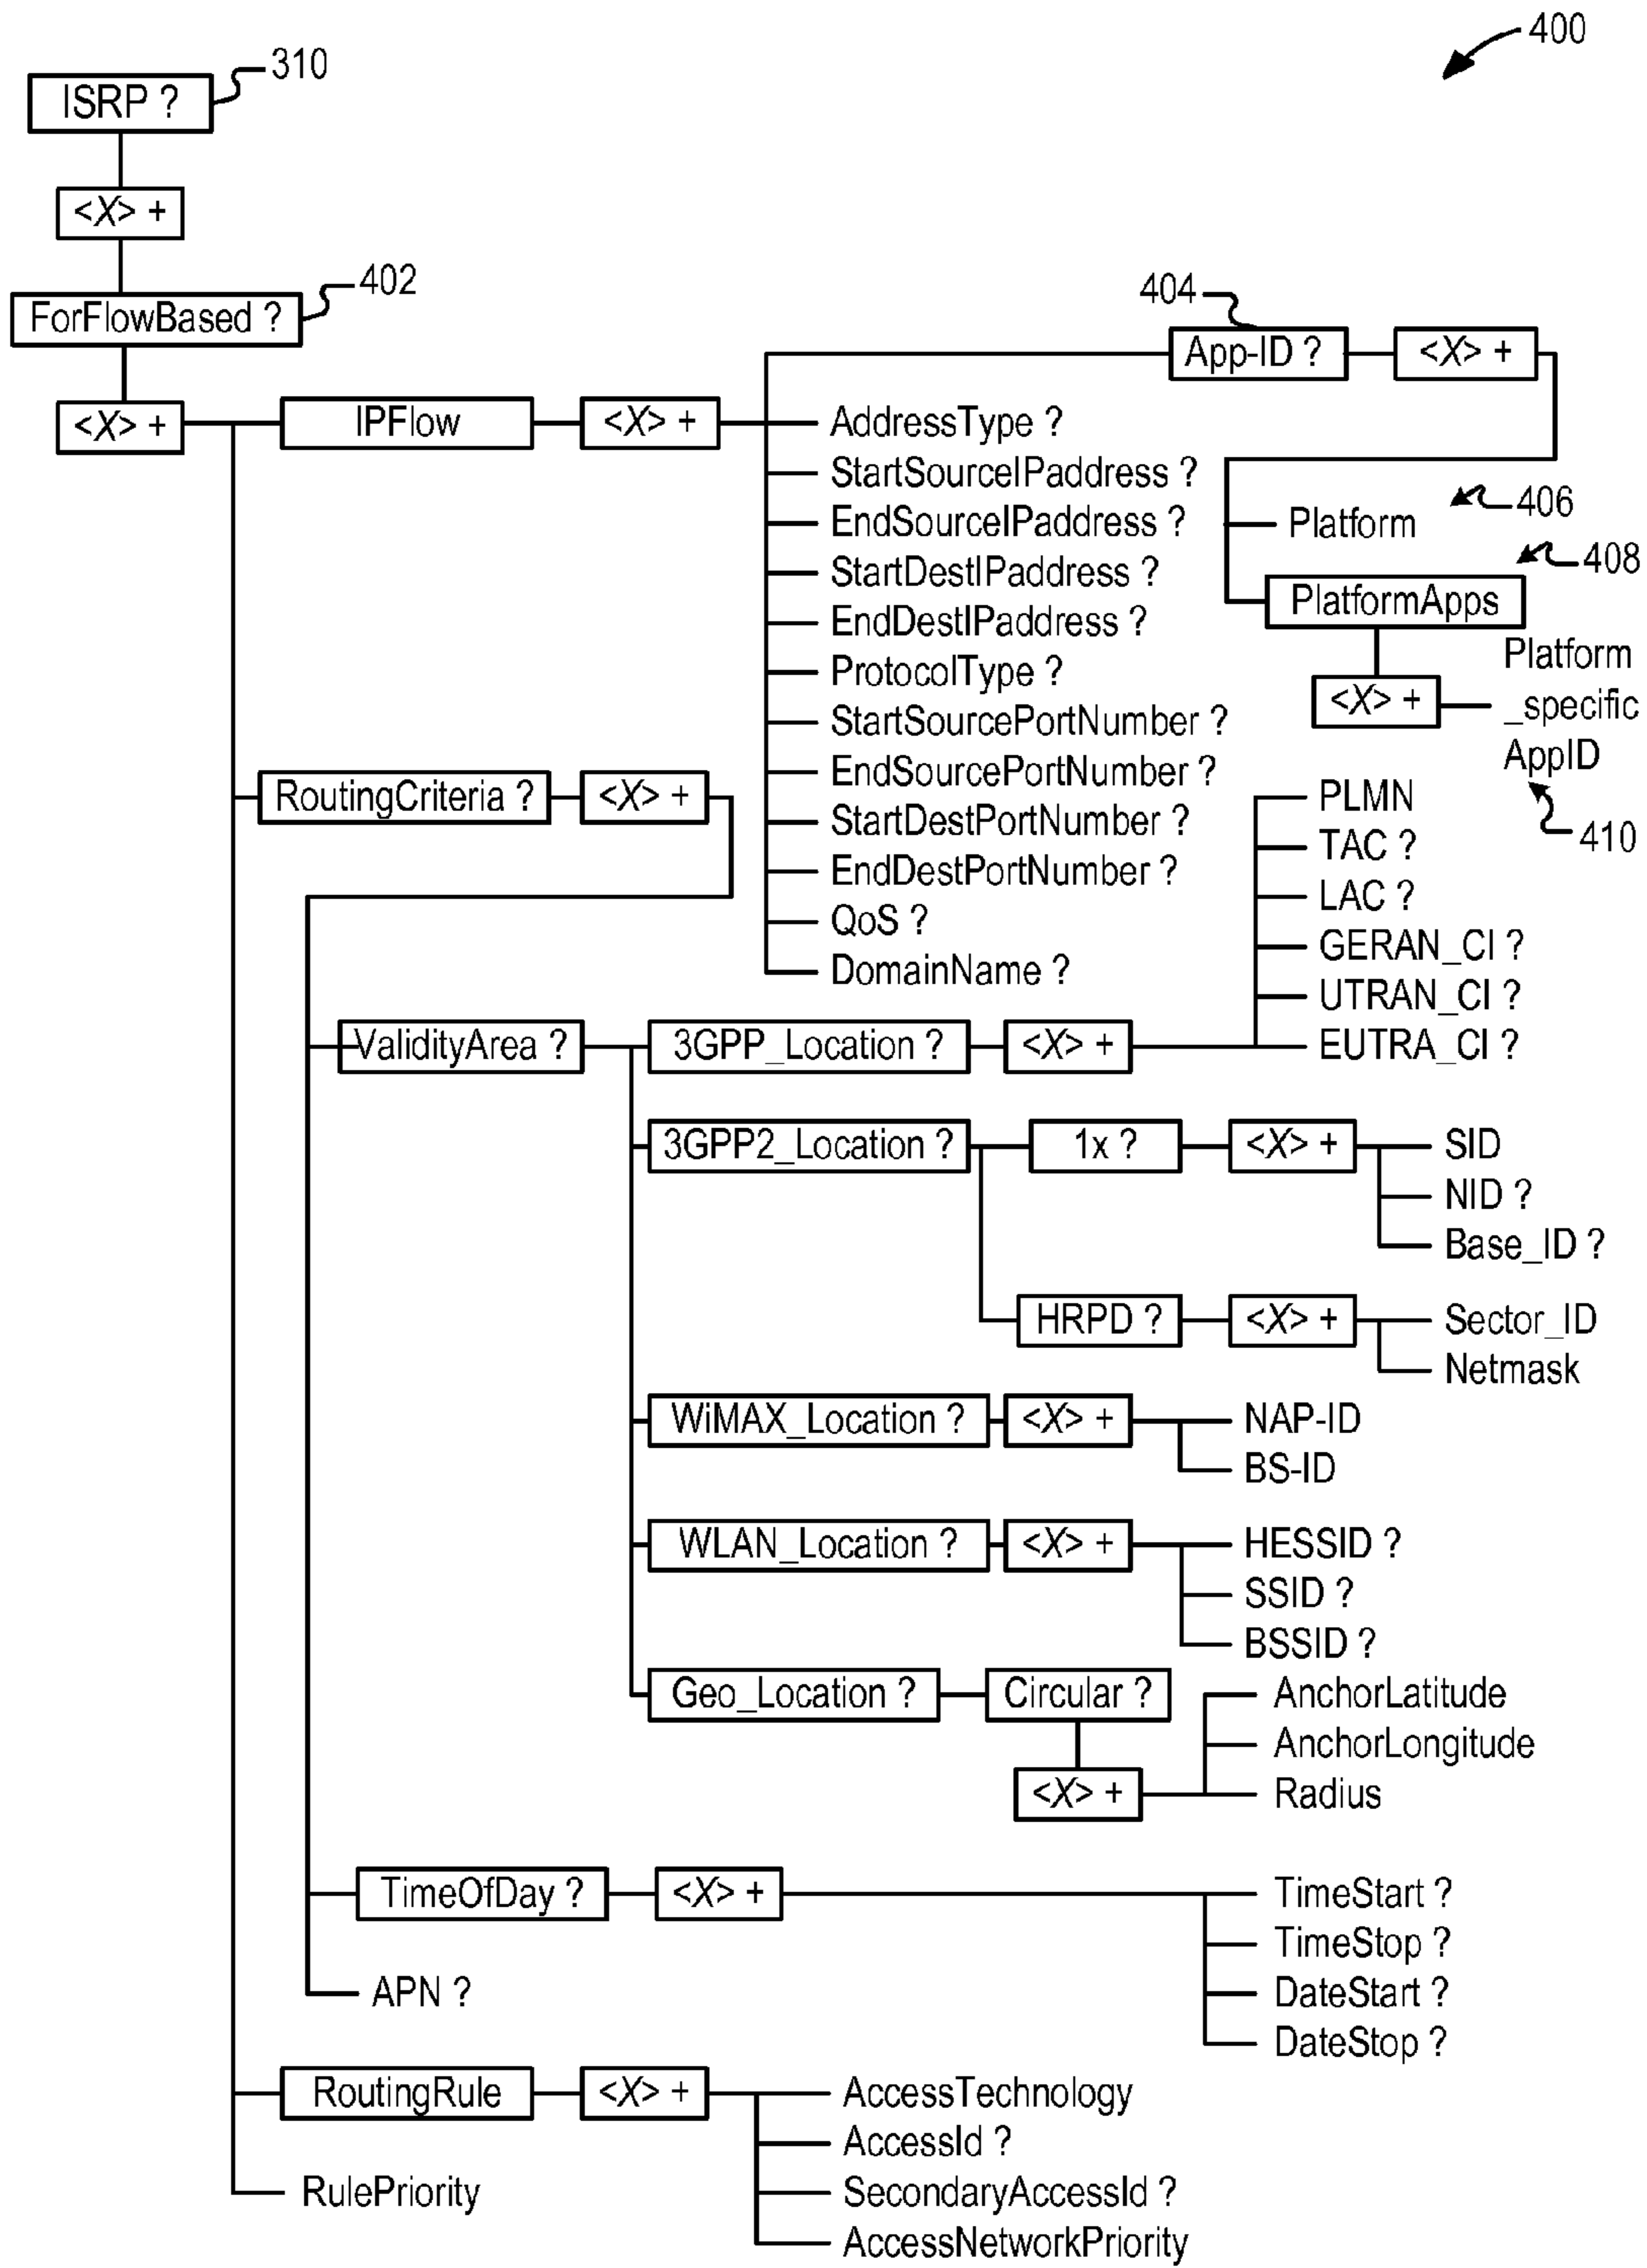 400
310
ISRP ?
<X> +
402
ForFlowBased ?
404
App-ID ?
<X> +
<X> +
IPFlow
<X> +
AddressType ?
StartSourceIPaddress ?
EndSourceIPaddress ?
StartDestIPaddress ?
EndDestIPaddress ?
ProtocolType ?
StartSourcePortNumber ?
EndSourcePortNumber ?
StartDestPortNumber ?
EndDestPortNumber ?
QoS ?
DomainName ?
406
Platform
408
PlatformApps
<X> +
Platform
_specific
AppID
410
RoutingCriteria ?
<X> +
ValidityArea ?
3GPP_Location ?
<X> +
PLMN
TAC ?
LAC ?
GERAN_CI ?
UTRAN_CI ?
EUTRA_CI ?
3GPP2_Location ?
1x ?
<X> +
SID
NID ?
Base_ID ?
HRPD ?
<X> +
Sector_ID
Netmask
WiMAX_Location ?
<X> +
NAP-ID
BS-ID
WLAN_Location ?
<X> +
HESSID ?
SSID ?
BSSID ?
Geo_Location ?
Circular ?
<X> +
AnchorLatitude
AnchorLongitude
Radius
TimeOfDay ?
<X> +
TimeStart ?
TimeStop ?
DateStart ?
DateStop ?
APN ?
RoutingRule
<X> +
AccessTechnology
AccessId ?
SecondaryAccessId ?
AccessNetworkPriority
RulePriority